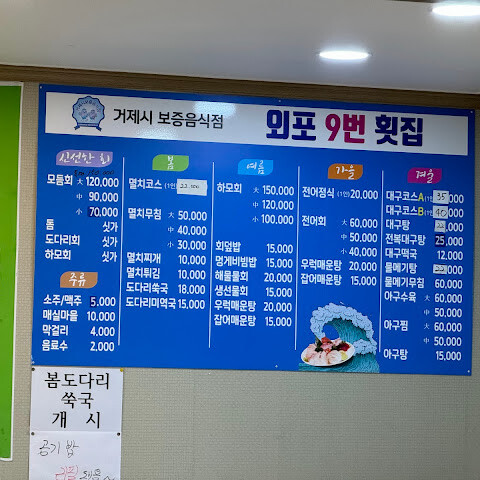 거제시 보증음식점 외포 9번 횟집
신선한 회
모듬회 大 120,000
中 90,000
小 70,000
돔 싯가
도다리회 싯가
하모회 싯가
주류
소주/맥주 5,000
매실마을 10,000
막걸리 4,000
음료수 2,000
봄
멸치코스(1인) 23,000
멸치무침 大 50,000
中 40,000
小 30,000
멸치찌개 10,000
멸치튀김 10,000
도다리쑥국 18,000
도다리미역국 15,000
여름
하모회 大 150,000
中 120,000
小 100,000
회덮밥 15,000
멍게비빔밥 15,000
해물물회 20,000
생선물회 15,000
우럭매운탕 20,000
잡어매운탕 15,000
가을
전어정식(1인) 20,000
전어회 大 60,000
中 50,000
小 40,000
우럭매운탕 20,000
잡어매운탕 15,000
겨울
대구코스A(1인) 35,000
대구코스B(1인) 40,000
대구탕 ,000
전복대구탕 25,000
대구떡국 12,000
물메기탕 ,000
물메기무침 60,000
아구수육 大 60,000
中 50,000
아구찜 大 60,000
中 50,000
아구탕 15,000
봄도다리
쑥국
개 시
공기 밥